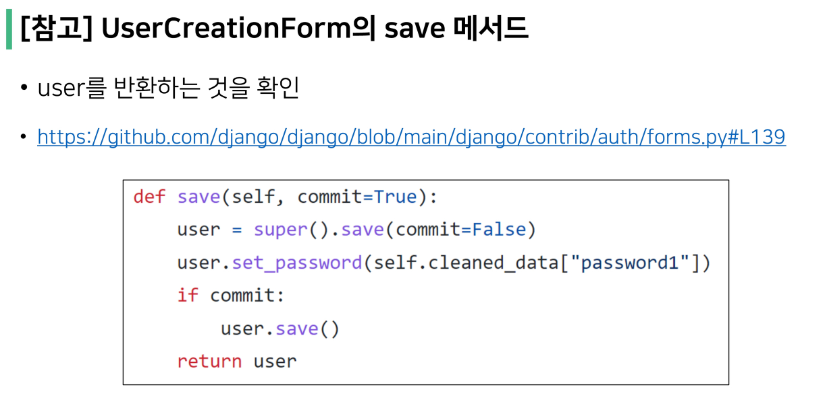 [참고] UserCreationForm의 save 메서드
• user를 반환하는 것을 확인
• https://github.com/django/django/blob/main/django/contrib/auth/forms.py#L139
def save(self, commit=True):
    user = super().save(commit=False)
    user.set_password(self.cleaned_data["password1"])
    if commit:
        user.save()
    return user